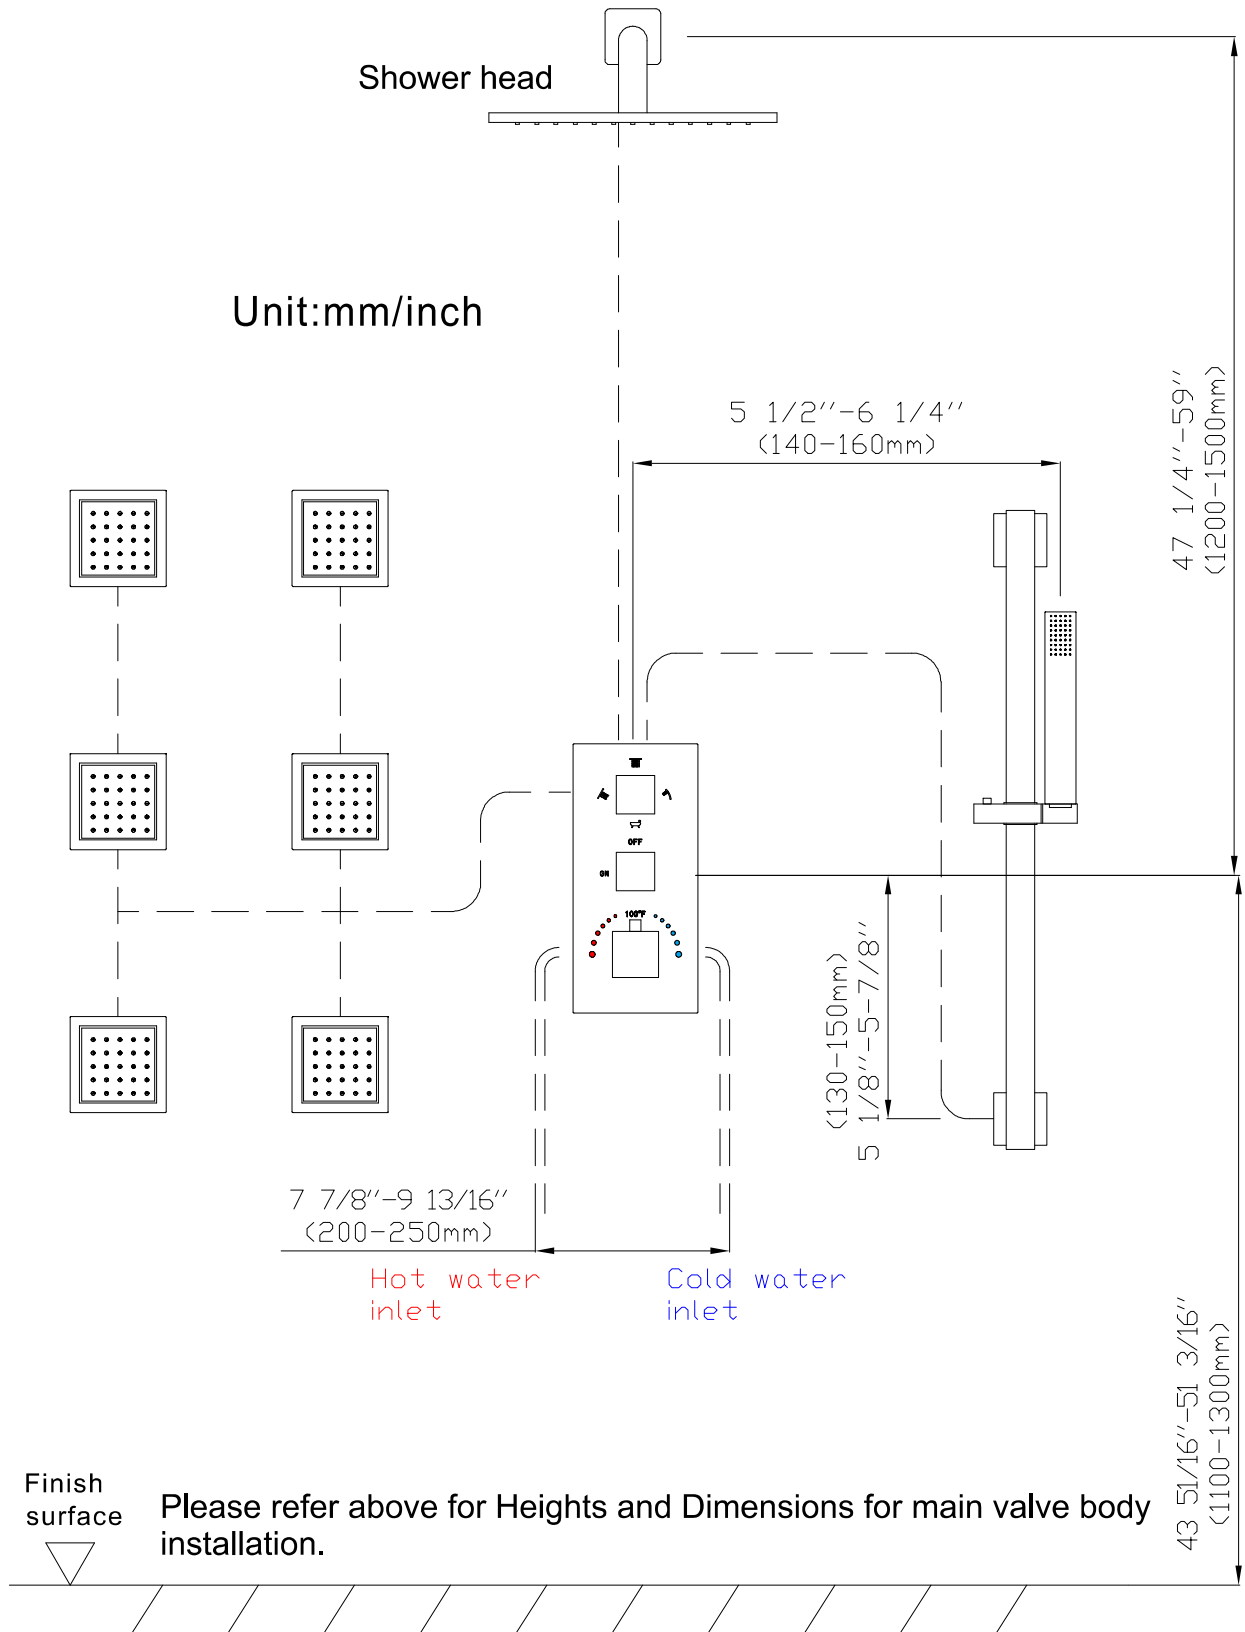 Shower head
Unit:mm/inch
5 1/2''-6 1/4''
(140-160mm)
47 1/4''-59''
(1200-1500mm)
OFF
ON
100°F
(130-150mm)
5 1/8''-5-7/8''
7 7/8''-9 13/16''
(200-250mm)
Hot water
inlet
Cold water
inlet
43 51/16''-51 3/16''
(1100-1300mm)
Finish
surface
Please refer above for Heights and Dimensions for main valve body
installation.